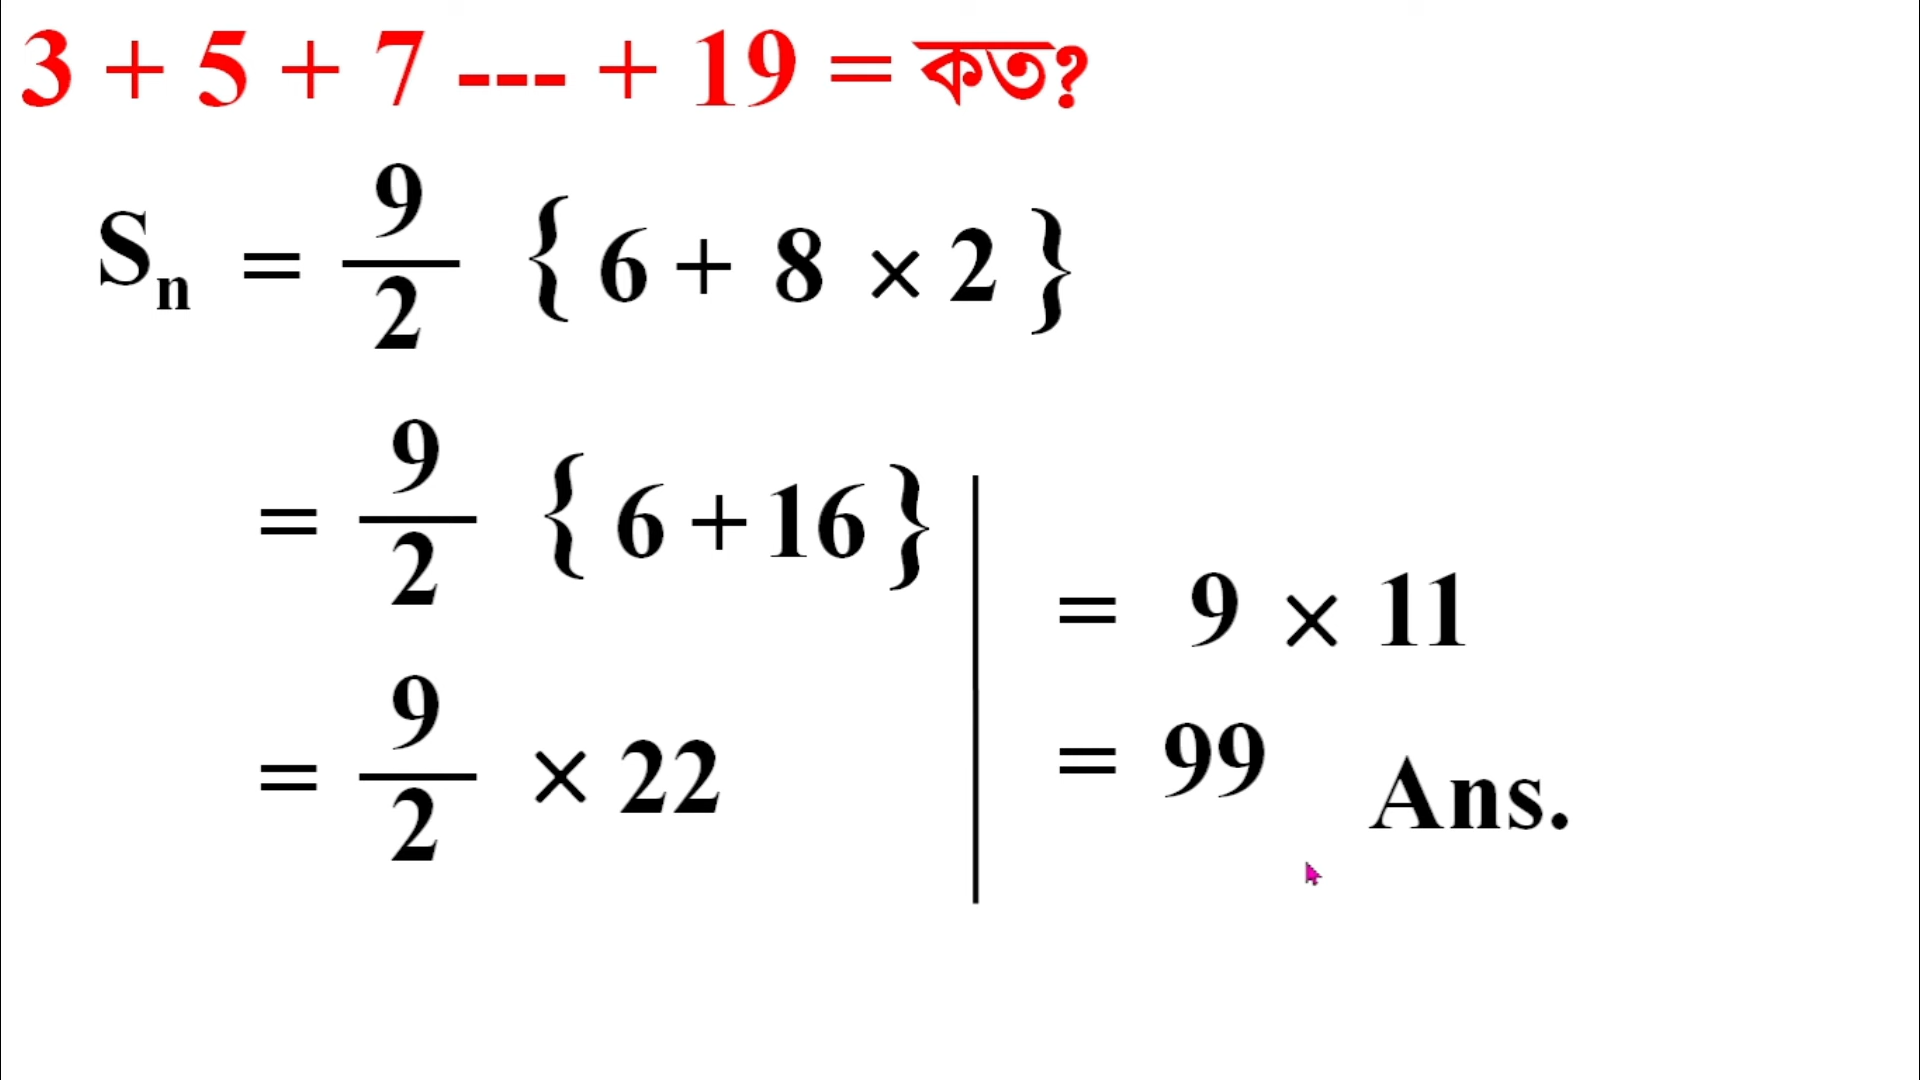 3 + 5 + 7 --- + 19 = কত?
Sn = 9/2 { 6 + 8 × 2 }
= 9/2 { 6 + 16 }
= 9/2 × 22
= 9 × 11
= 99 Ans.